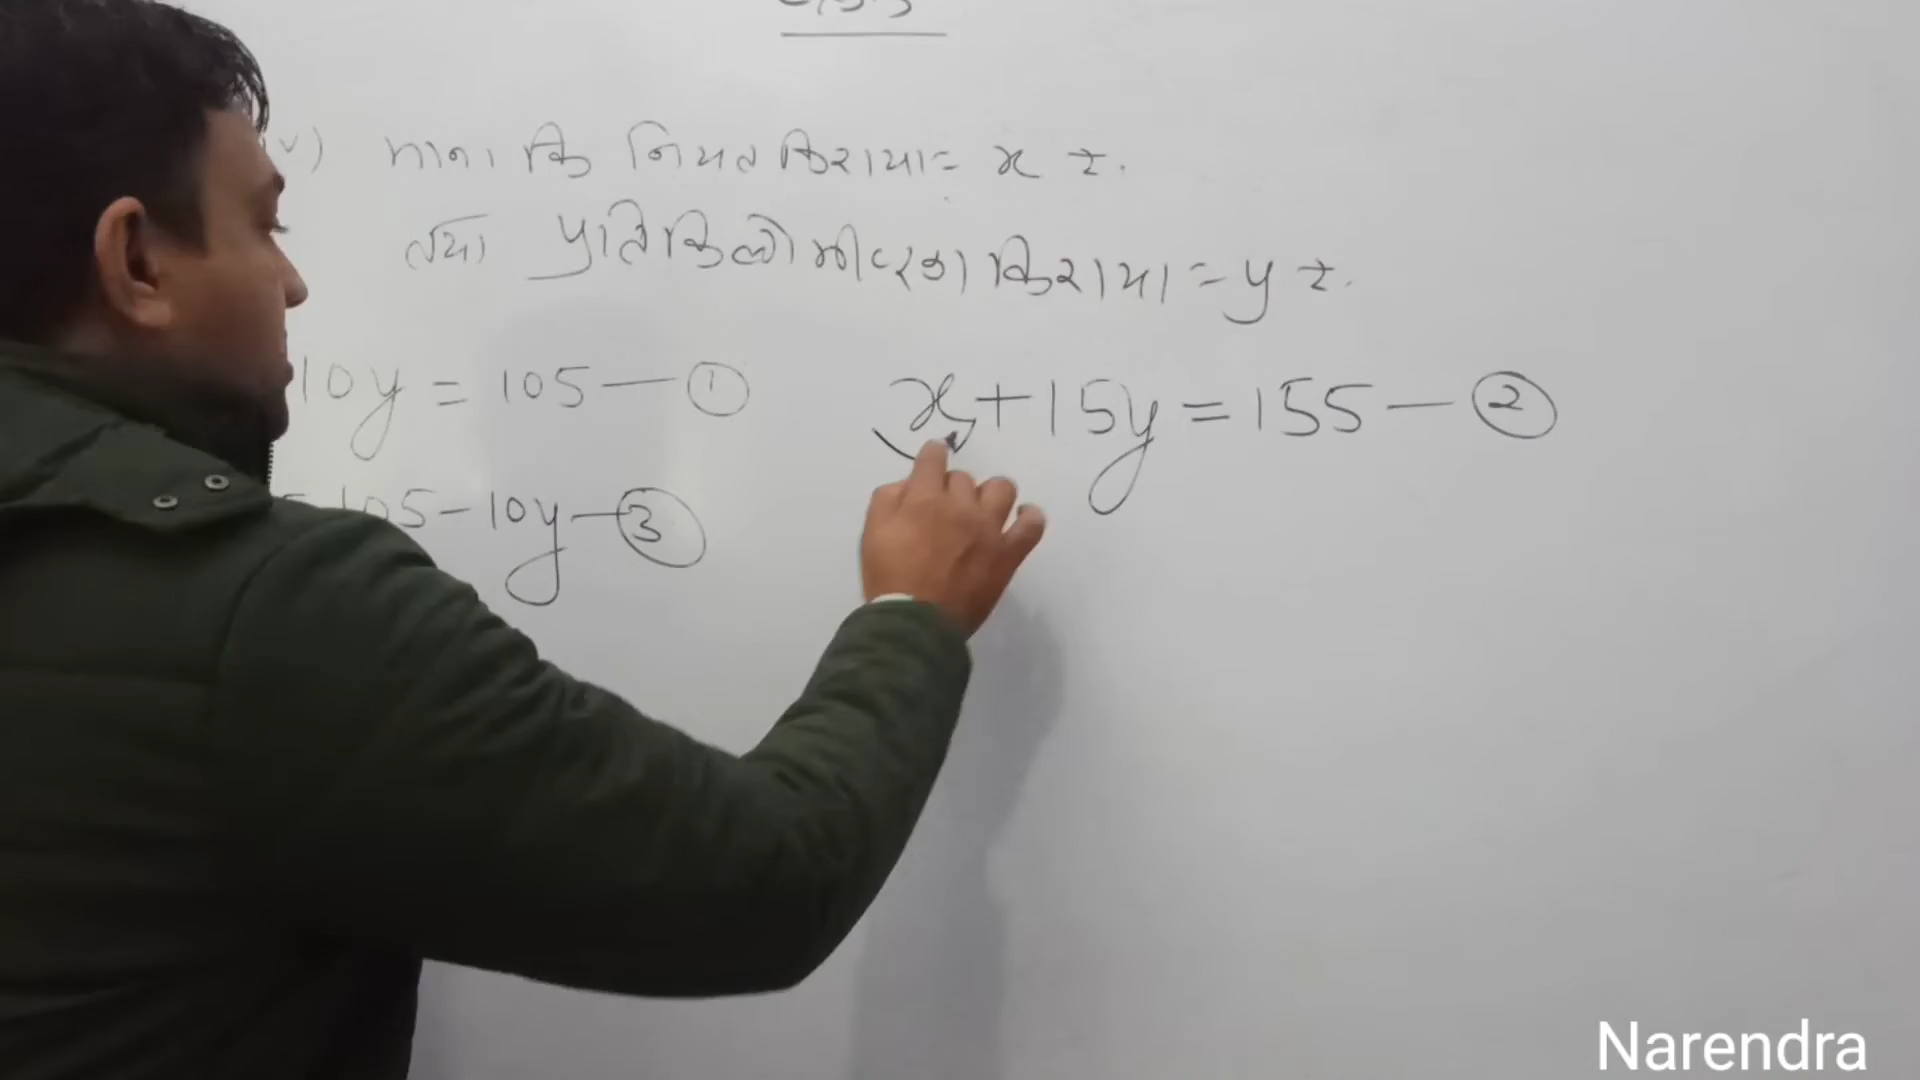 v) माना कि नियत किराया = x रु.
तथा प्रति किलोमीटर का किराया = y रु.
10y = 105 — ①
x + 15y = 155 — ②
105 - 10y — ③
Narendra